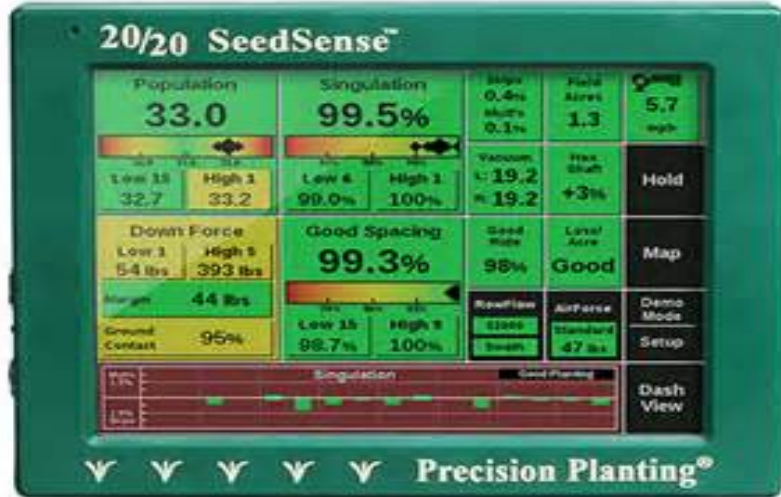 20/20 SeedSense™
Population
33.0
Low 15
32.7
High 1
33.2
Singulation
99.5%
Low 6
99.0%
High 1
100%
Skips
0.4%
Mult's
0.1%
Field
Acres
1.3
5.7
mph
Vacuum
L: 19.2
R: 19.2
Max
Shaft
+3%
Hold
Down Force
Low 1
54 lbs
High 5
393 lbs
Margin
44 lbs
Ground
Contact
95%
Good Spacing
99.3%
Low 15
98.7%
100%
Good
Ride
98%
Loss/
Acre
Good
Map
RowFlow
Swath
AirForce
Standard
47 lbs
Demo
Mode
Setup
Singulation
Good Planting
Dash
View
Precision Planting®